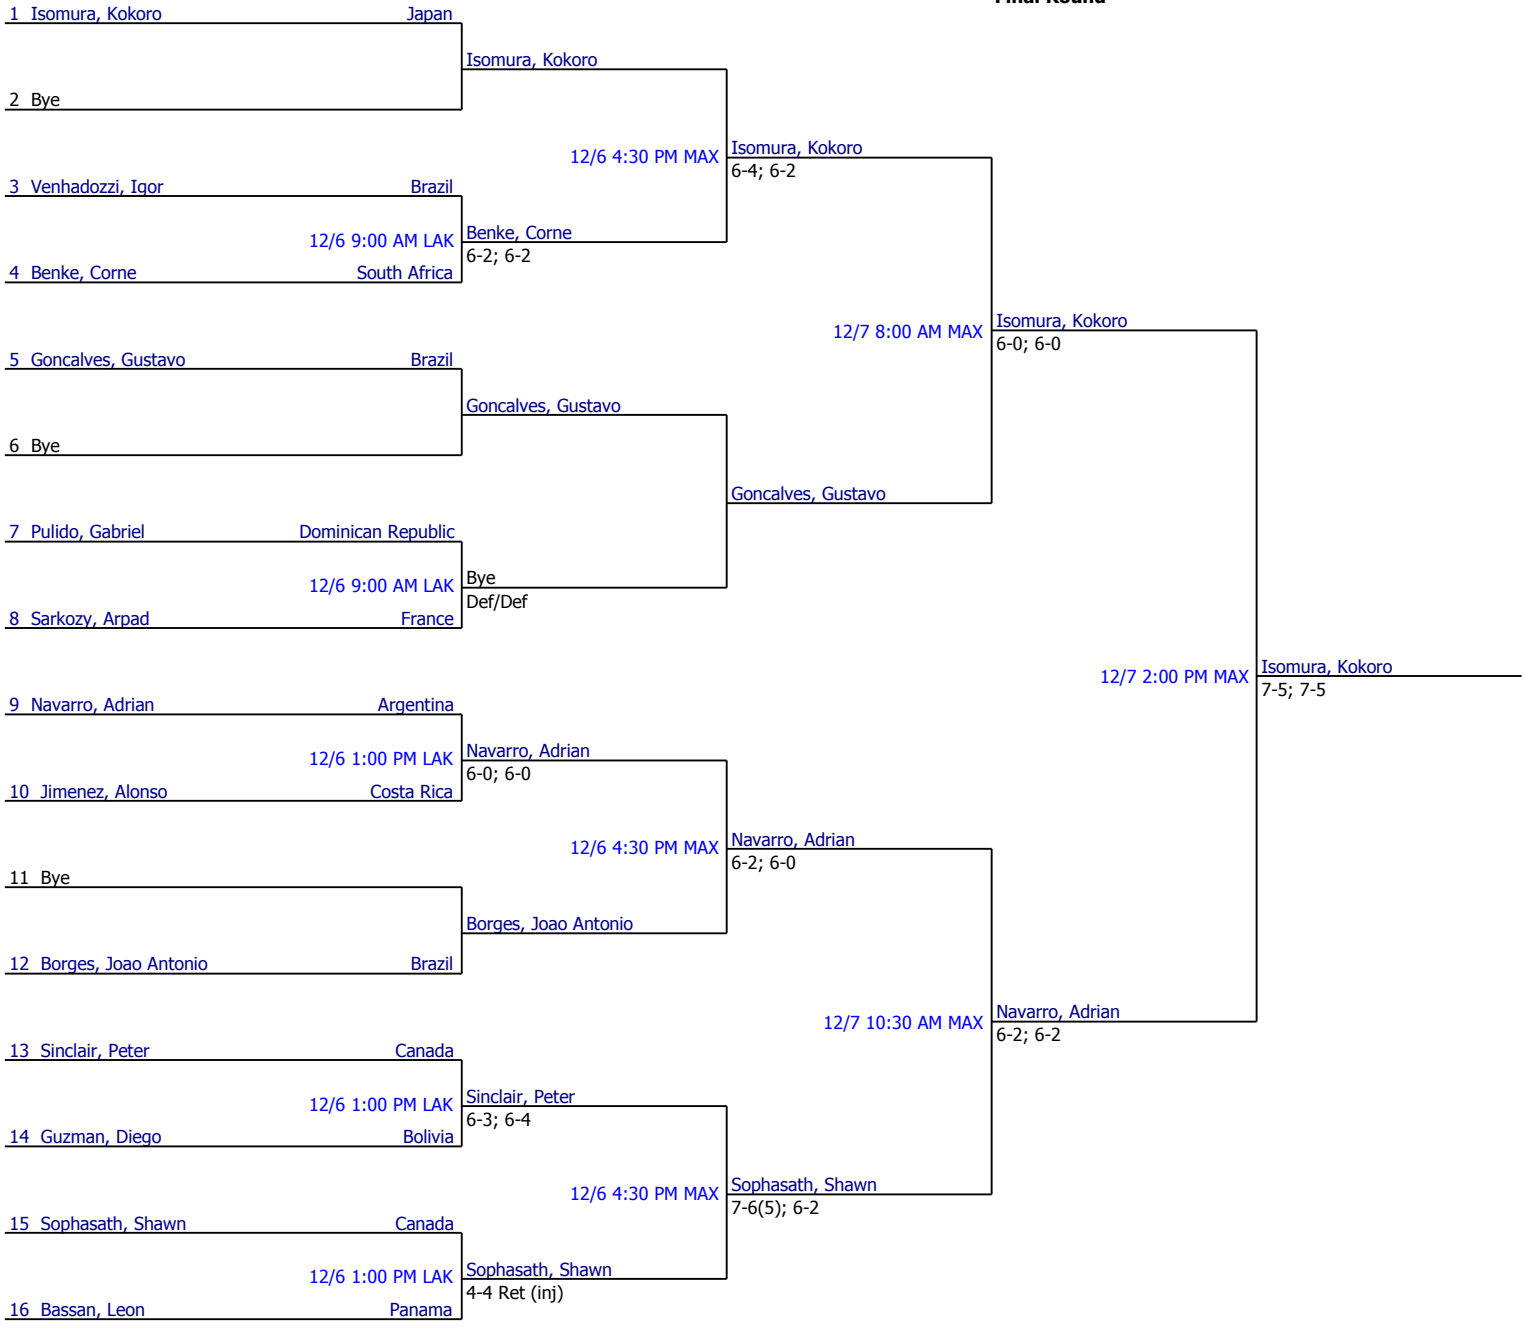 Final Round
1 Isomura, Kokoro Japan
Isomura, Kokoro
2 Bye
12/6 4:30 PM MAX Isomura, Kokoro
6-4; 6-2
3 Venhadozzi, Igor Brazil
12/6 9:00 AM LAK Benke, Corne
6-2; 6-2
4 Benke, Corne South Africa
12/7 8:00 AM MAX Isomura, Kokoro
6-0; 6-0
5 Goncalves, Gustavo Brazil
Goncalves, Gustavo
6 Bye
Goncalves, Gustavo
7 Pulido, Gabriel Dominican Republic
12/6 9:00 AM LAK Bye
Def/Def
8 Sarkozy, Arpad France
12/7 2:00 PM MAX Isomura, Kokoro
7-5; 7-5
9 Navarro, Adrian Argentina
12/6 1:00 PM LAK Navarro, Adrian
6-0; 6-0
10 Jimenez, Alonso Costa Rica
12/6 4:30 PM MAX Navarro, Adrian
6-2; 6-0
11 Bye
Borges, Joao Antonio
12 Borges, Joao Antonio Brazil
12/7 10:30 AM MAX Navarro, Adrian
6-2; 6-2
13 Sinclair, Peter Canada
12/6 1:00 PM LAK Sinclair, Peter
6-3; 6-4
14 Guzman, Diego Bolivia
12/6 4:30 PM MAX Sophasath, Shawn
7-6(5); 6-2
15 Sophasath, Shawn Canada
12/6 1:00 PM LAK Sophasath, Shawn
4-4 Ret (inj)
16 Bassan, Leon Panama